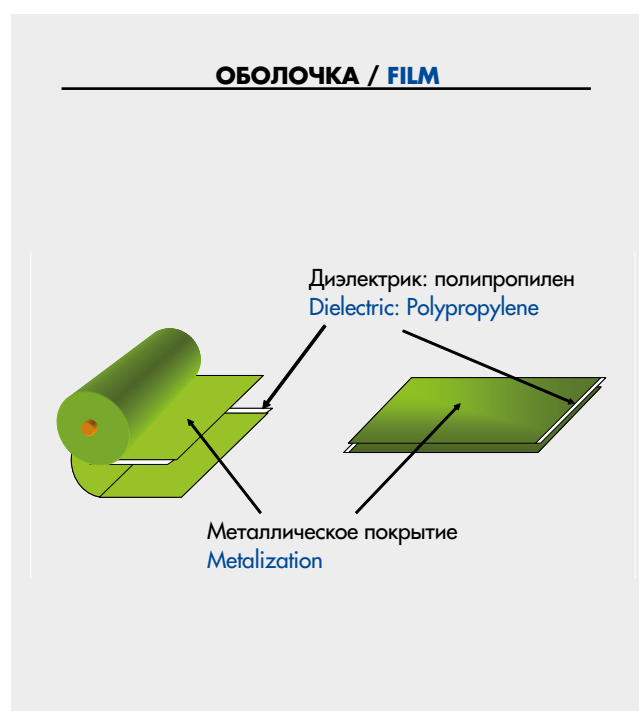 ОБОЛОЧКА / FILM
Диэлектрик: полипропилен
Dielectric: Polypropylene
Металлическое покрытие
Metalization